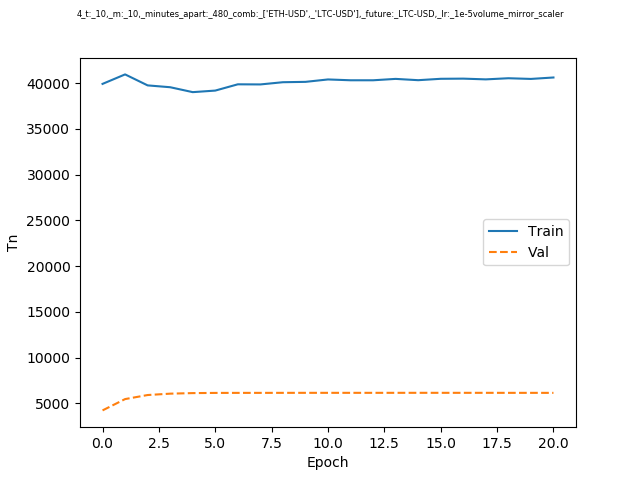 4_t:_10,_m:_10,_minutes_apart:_480_comb:_['ETH-USD',_'LTC-USD'],_future:_LTC-USD,_lr:_1e-5volume_mirror_scaler
40000
35000
30000
25000
20000
15000
10000
5000
Tn
Train
Val
0.0 2.5 5.0 7.5 10.0 12.5 15.0 17.5 20.0
Epoch